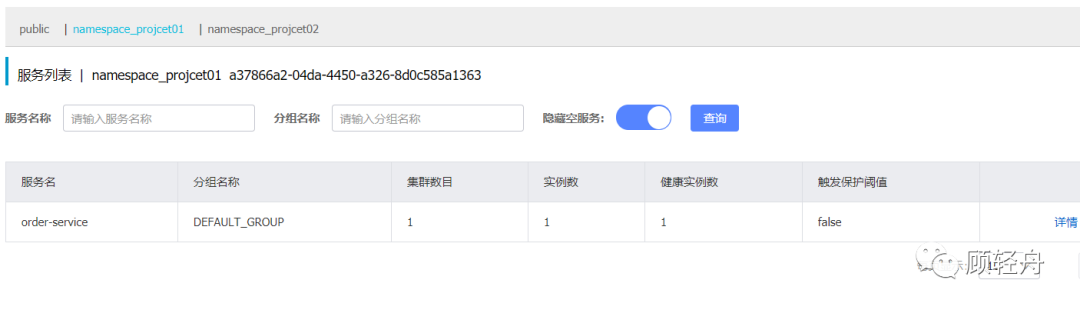 public | namespace_projcet01 | namespace_projcet02
服务列表 | namespace_projcet01 a37866a2-04da-4450-a326-8d0c585a1363
服务名称 请输入服务名称 分组名称 请输入分组名称 隐藏空服务: 查询
服务名 分组名称 集群数目 实例数 健康实例数 触发保护阈值
order-service DEFAULT_GROUP 1 1 1 false 详情
顾轻舟